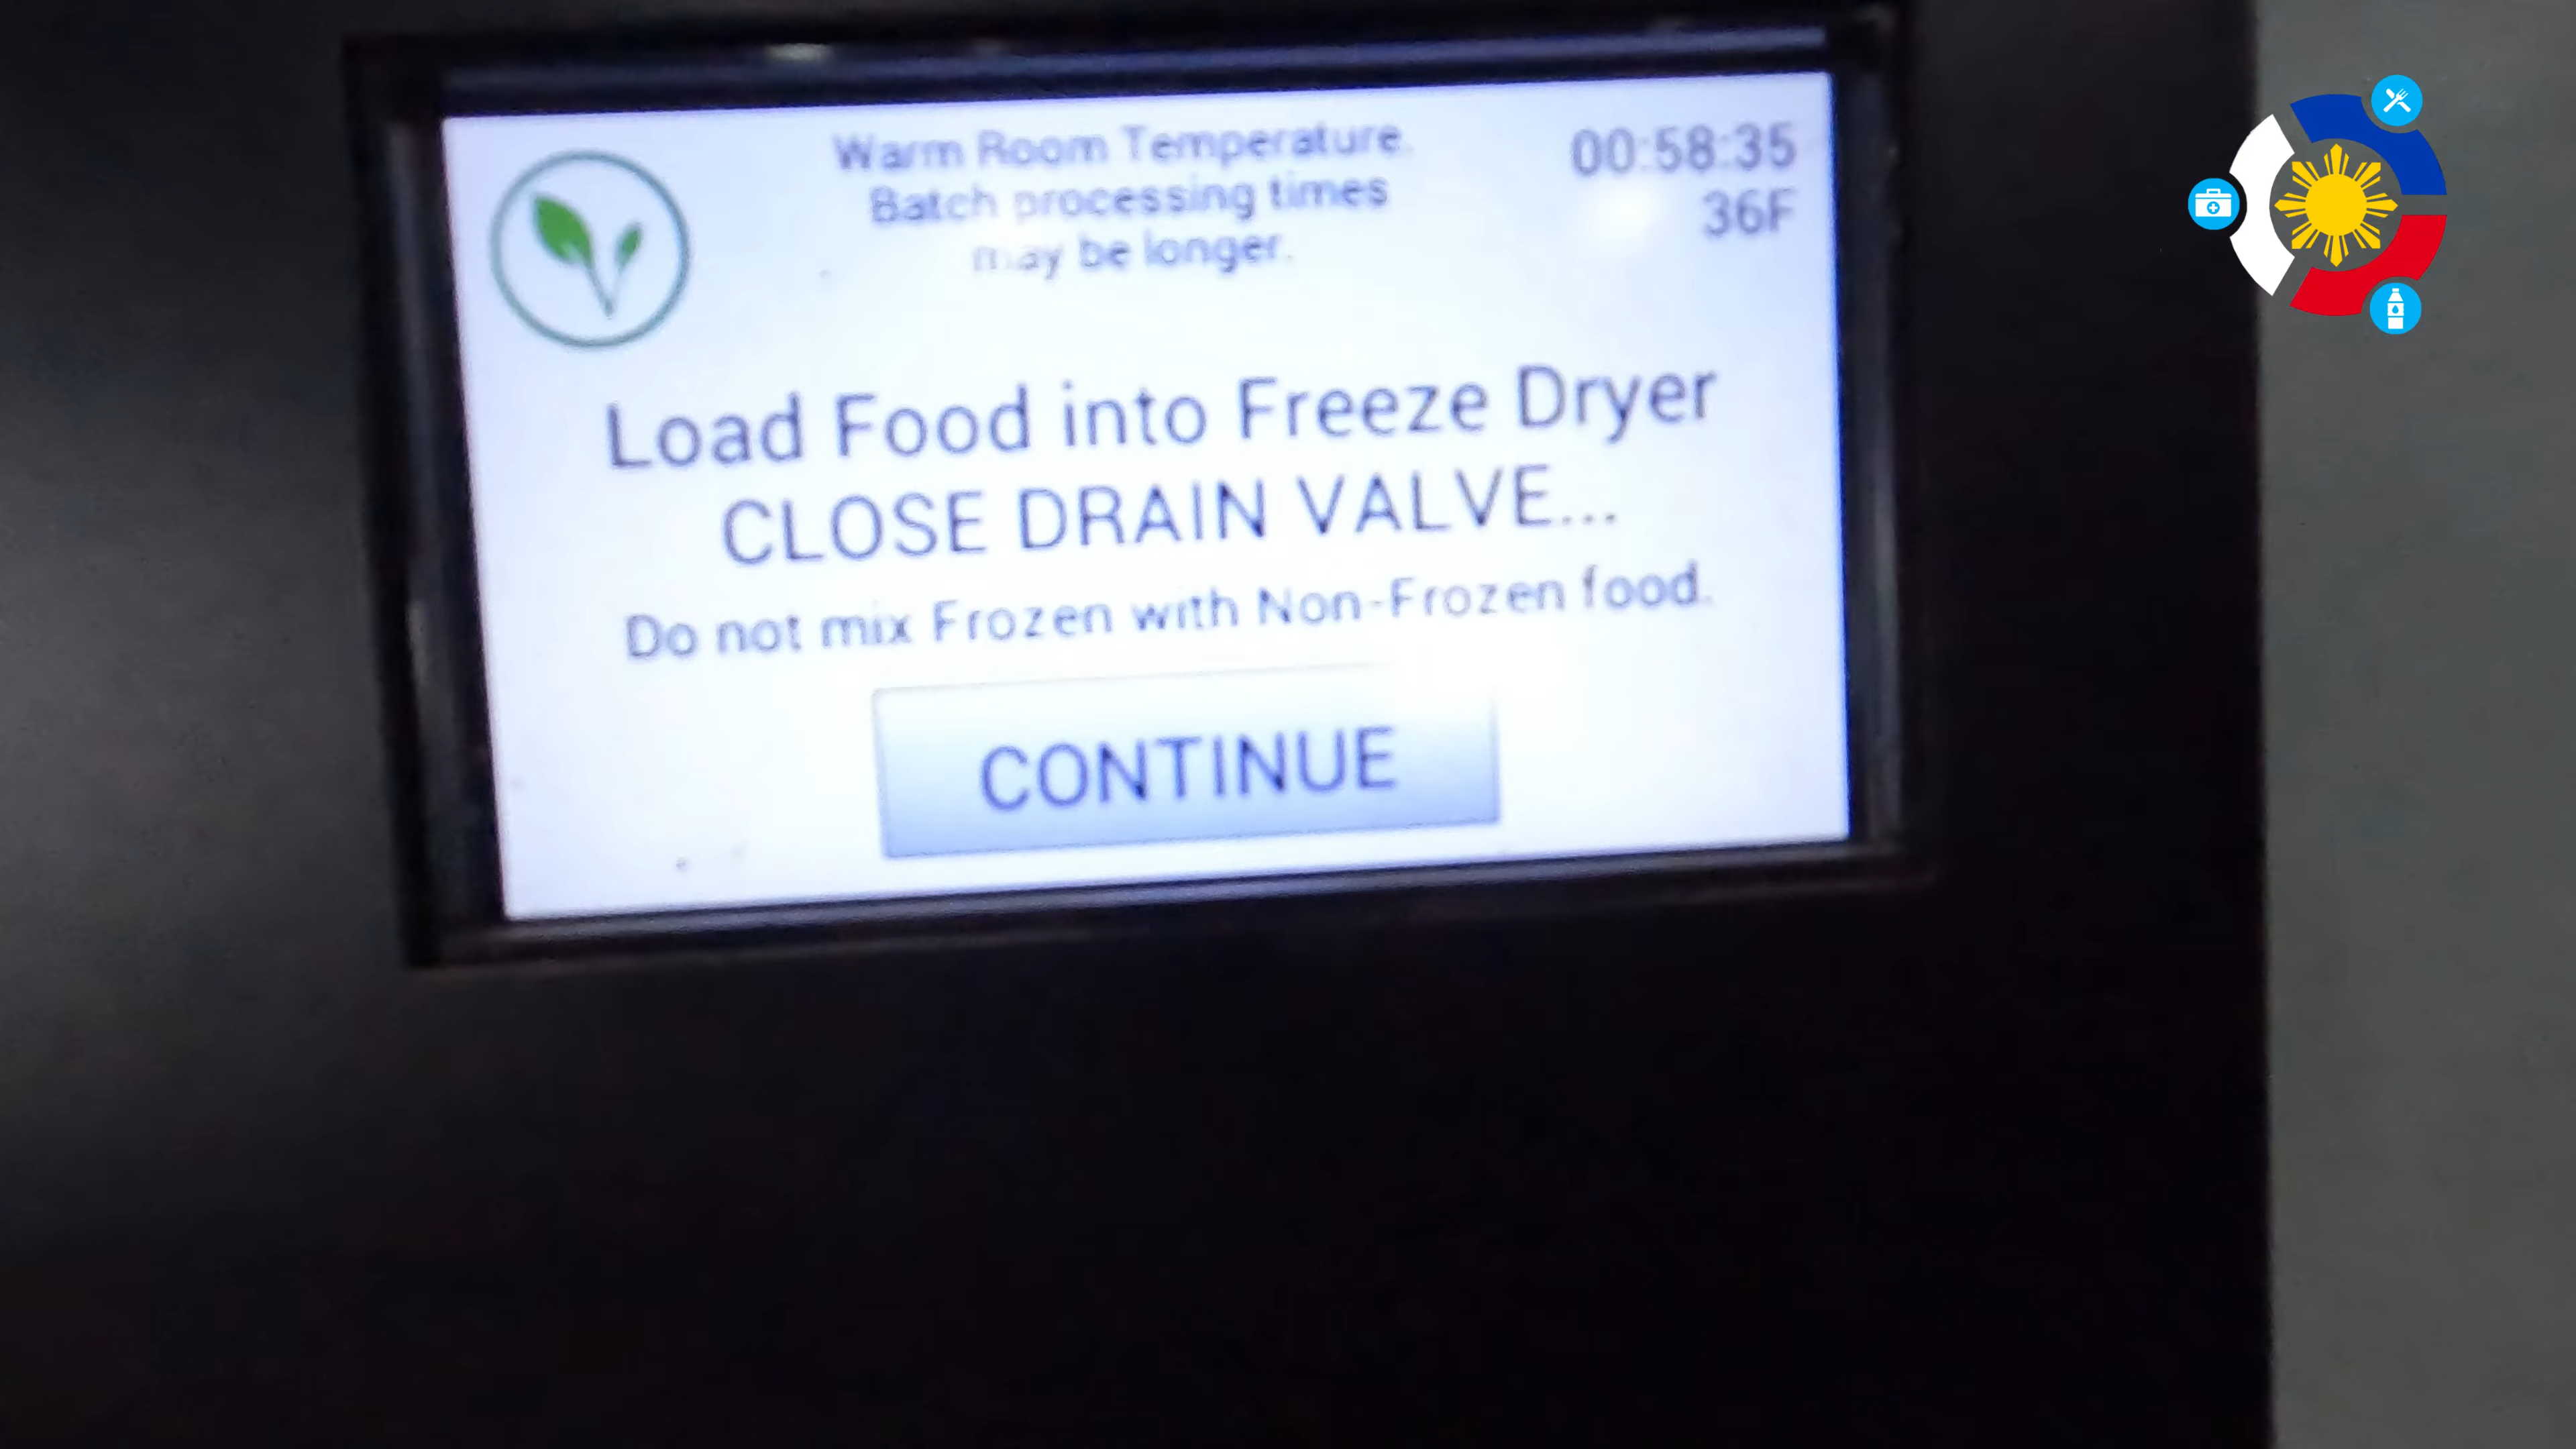 Warm Room Temperature.
Batch processing times
may be longer.
00:58:35
36F
Load Food into Freeze Dryer
CLOSE DRAIN VALVE...
Do not mix Frozen with Non-Frozen food.
CONTINUE